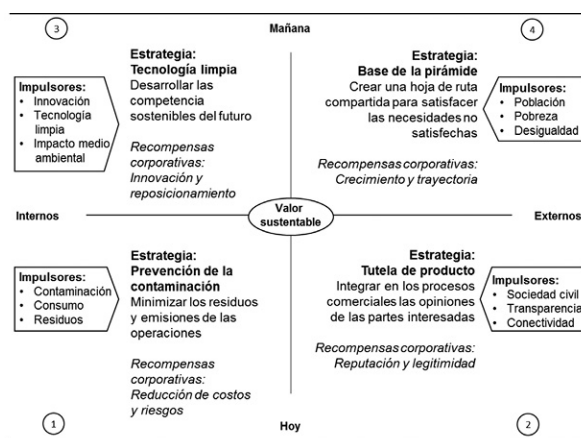 3
Mañana
4
Estrategia:
Tecnología limpia
Desarrollar las
competencia
sostenibles del futuro
Recompensas
corporativas:
Innovación y
reposicionamiento
Impulsores:
• Innovación
• Tecnología
limpia
• Impacto medio
ambiental
Estrategia:
Base de la pirámide
Crear una hoja de ruta
compartida para satisfacer
las necesidades no
satisfechas
Recompensas corporativas:
Crecimiento y trayectoria
Impulsores:
• Población
• Pobreza
• Desigualdad
Internos
Valor
sustentable
Externos
Impulsores:
• Contaminación
• Consumo
• Residuos
Estrategia:
Prevención de la
contaminación
Minimizar los residuos
y emisiones de las
operaciones
Recompensas
corporativas:
Reducción de costos
y riesgos
Estrategia:
Tutela de producto
Integrar en los procesos
comerciales las opiniones
de las partes interesadas
Recompensas corporativas:
Reputación y legitimidad
Impulsores:
• Sociedad civil
• Transparencia
• Conectividad
1
Hoy
2